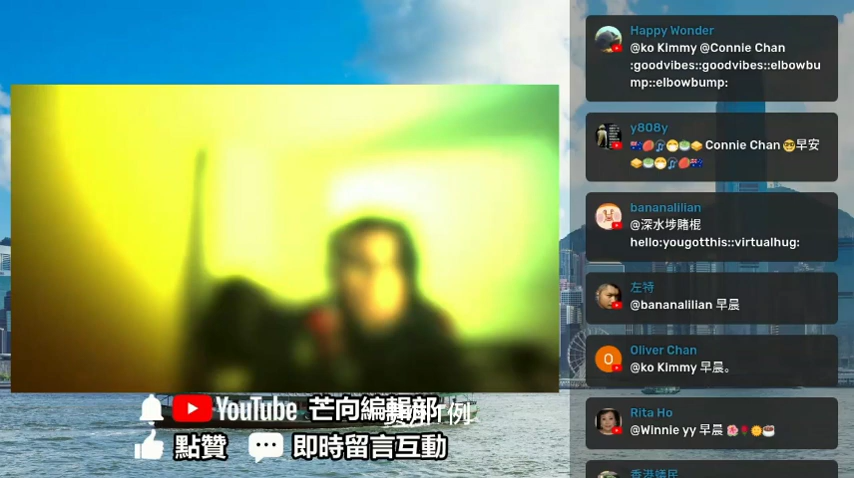 Happy Wonder
@ko Kimmy @Connie Chan
:goodvibes::goodvibes::elbowbu
mp::elbowbump:
y808y
Connie Chan 🤓早安
bananalilian
@深水埗賭棍
hello:yougotthis::virtualhug:
左特
@bananalilian 早晨
Oliver Chan
@ko Kimmy 早晨。
Rita Ho
@Winnie yy 早晨
YouTube 芒向編輯部
例
點贊 即時留言互動